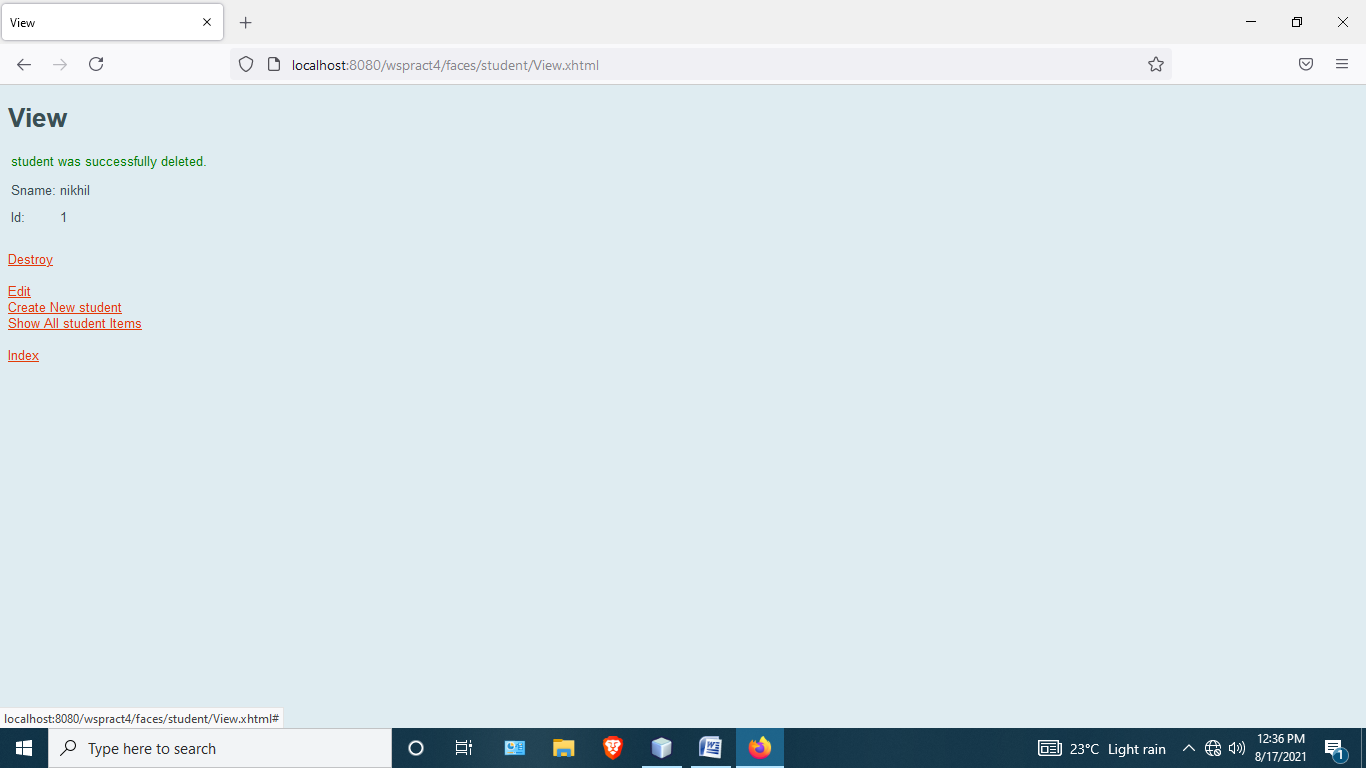 View
localhost:8080/wspract4/faces/student/View.xhtml
View
student was successfully deleted.
Sname: nikhil
Id: 1
Destroy
Edit
Create New student
Show All student Items
Index
localhost:8080/wspract4/faces/student/View.xhtml#
Type here to search
23°C Light rain
12:36 PM
8/17/2021
1